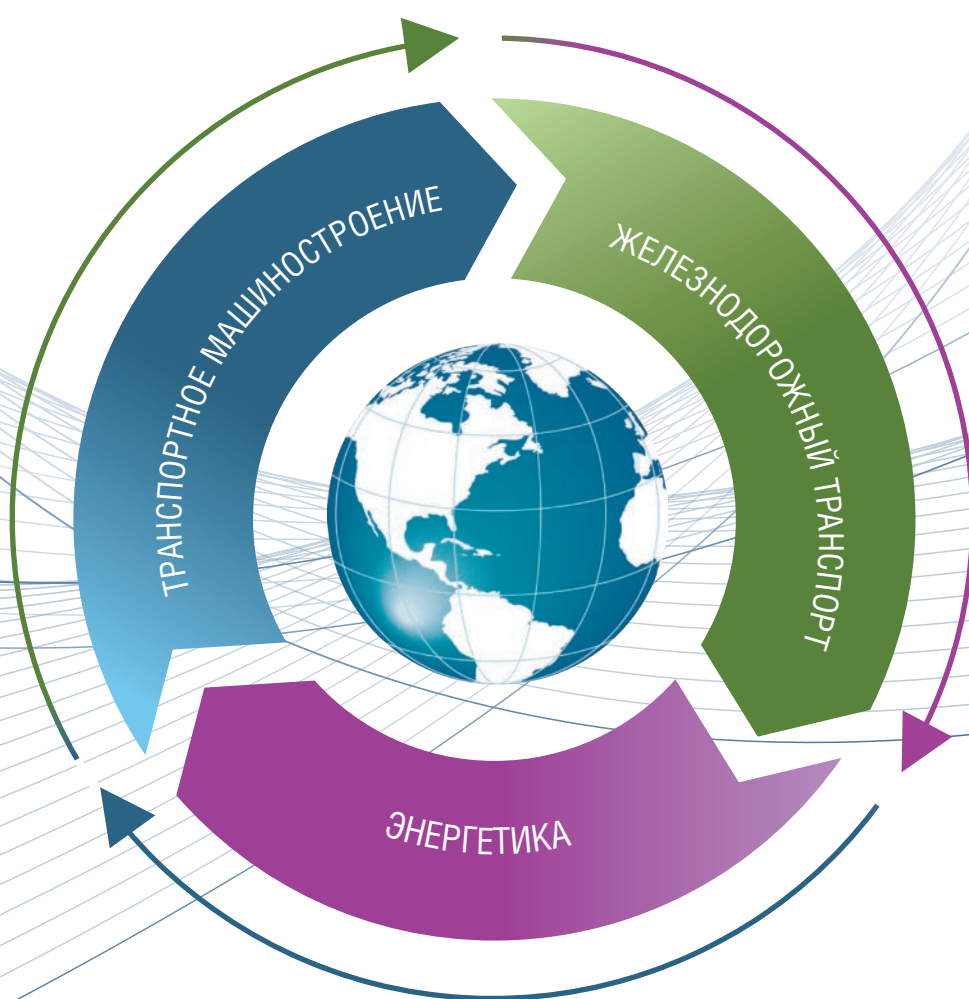 ТРАНСПОРТНОЕ МАШИНОСТРОЕНИЕ
ЖЕЛЕЗНОДОРОЖНЫЙ ТРАНСПОРТ
ЭНЕРГЕТИКА